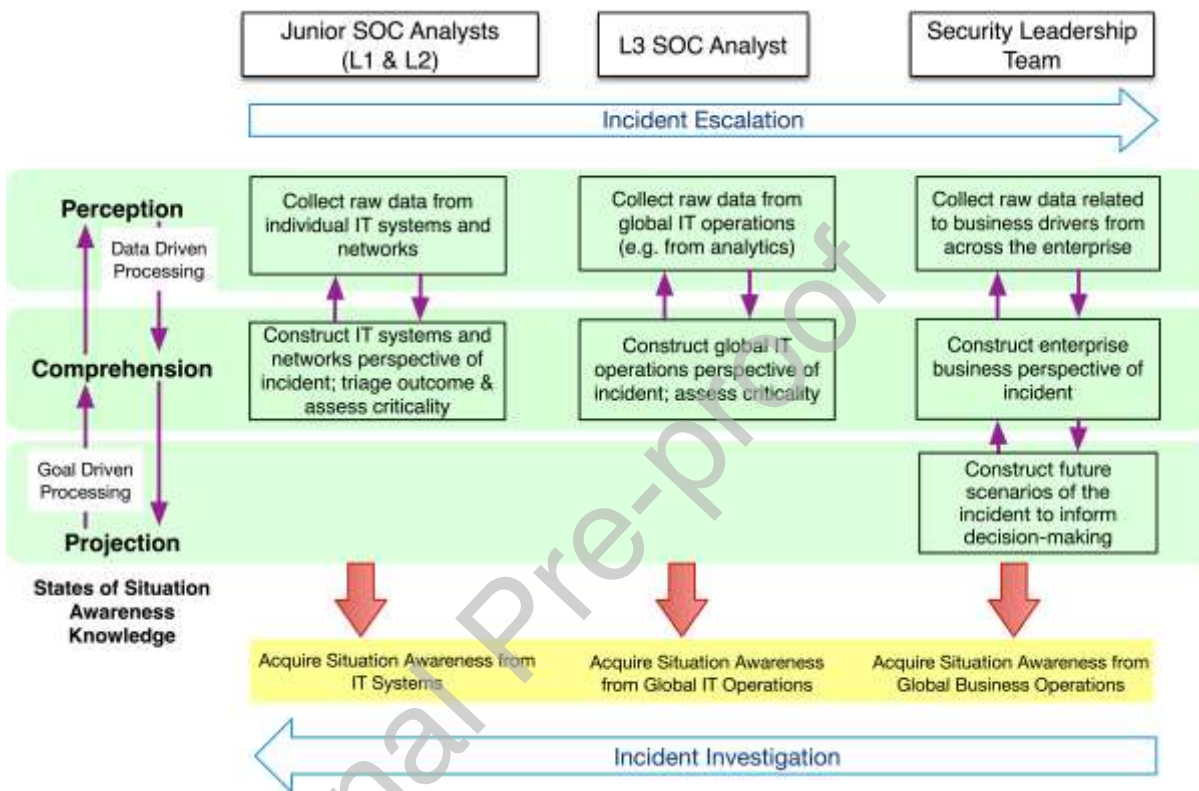 Junior SOC Analysts
(L1 & L2)
L3 SOC Analyst
Security Leadership
Team
Incident Escalation
Perception
Data Driven
Processing
Collect raw data from
individual IT systems and
networks
Collect raw data from
global IT operations
(e.g. from analytics)
Collect raw data related
to business drivers from
across the enterprise
Comprehension
Construct IT systems and
networks perspective of
incident; triage outcome &
assess criticality
Construct global IT
operations perspective of
incident; assess criticality
Construct enterprise
business perspective of
incident
Goal Driven
Processing
Projection
Construct future
scenarios of the
incident to inform
decision-making
States of Situation
Awareness
Knowledge
Acquire Situation Awareness from
IT Systems
Acquire Situation Awareness
from Global IT Operations
Acquire Situation Awareness from
Global Business Operations
Incident Investigation
nal Pre-proof